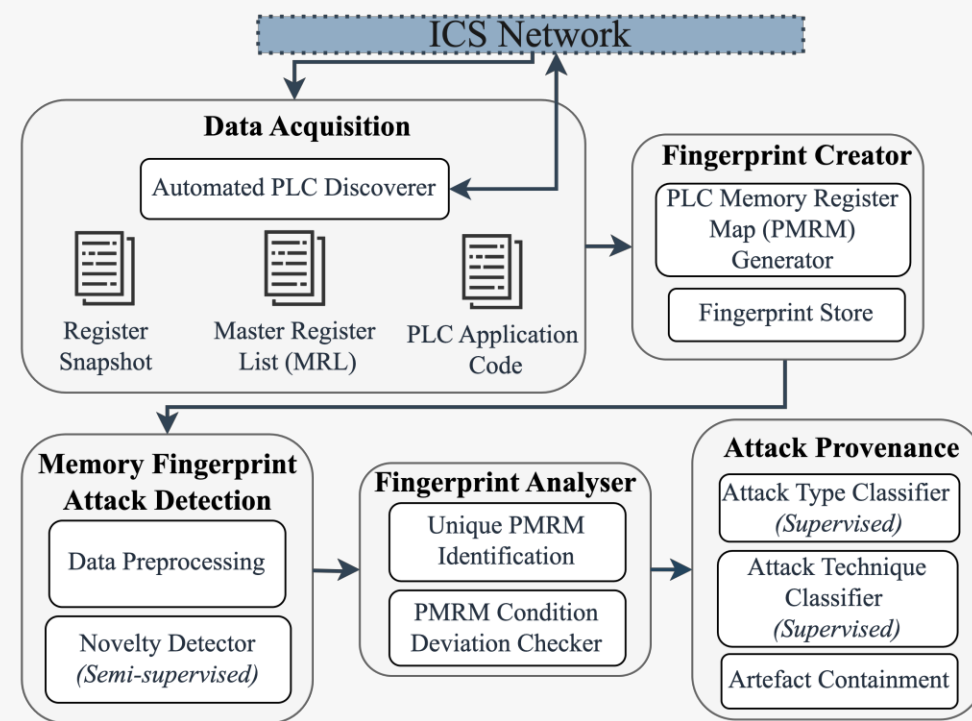 ICS Network
Data Acquisition
Automated PLC Discoverer
Register
Snapshot
Master Register
List (MRL)
PLC Application
Code
Fingerprint Creator
PLC Memory Register
Map (PMRM)
Generator
Fingerprint Store
Memory Fingerprint
Attack Detection
Data Preprocessing
Novelty Detector
(Semi-supervised)
Fingerprint Analyser
Unique PMRM
Identification
PMRM Condition
Deviation Checker
Attack Provenance
Attack Type Classifier
(Supervised)
Attack Technique
Classifier
(Supervised)
Artefact Containment